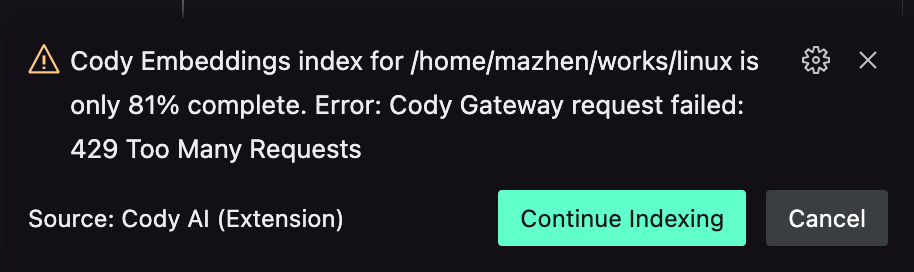 Cody Embeddings index for /home/mazhen/works/linux is
only 81% complete. Error: Cody Gateway request failed:
429 Too Many Requests
Source: Cody AI (Extension)
Continue Indexing
Cancel